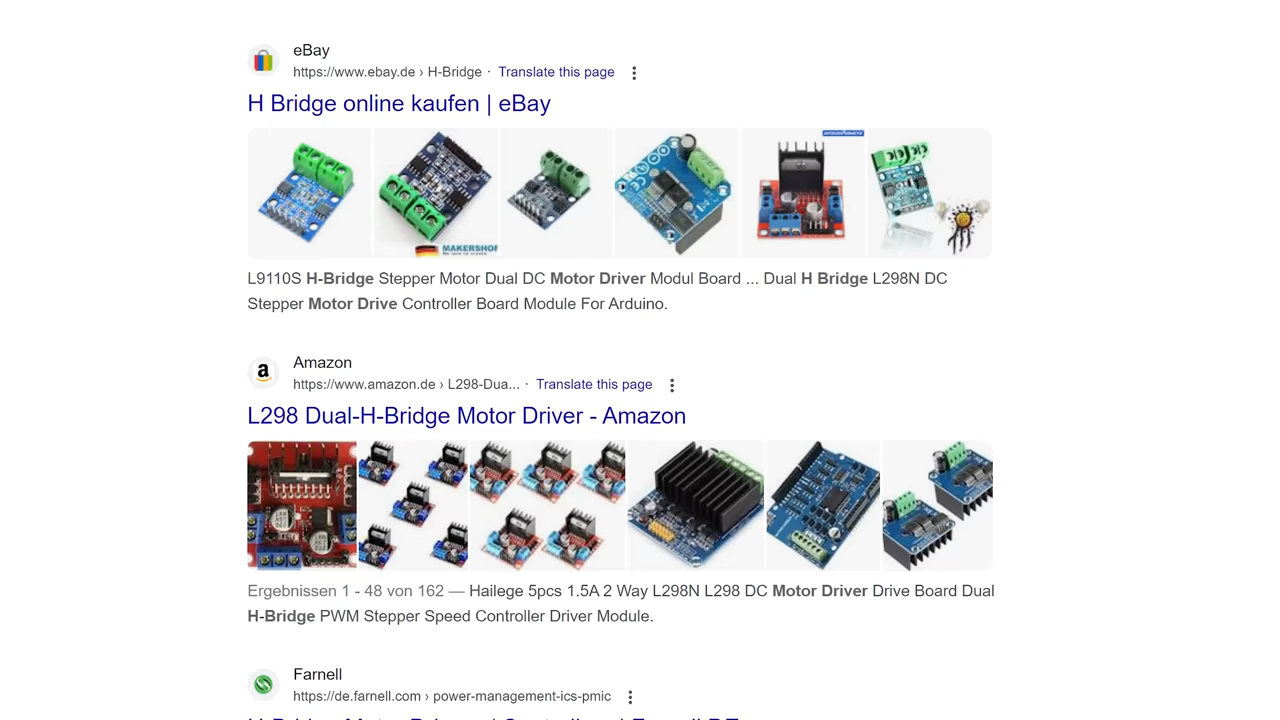 eBay
https://www.ebay.de › H-Bridge · Translate this page
H Bridge online kaufen | eBay
MAKERSHOP
L9110S H-Bridge Stepper Motor Dual DC Motor Driver Modul Board ... Dual H Bridge L298N DC
Stepper Motor Drive Controller Board Module For Arduino.
Amazon
https://www.amazon.de › L298-Dua... · Translate this page
L298 Dual-H-Bridge Motor Driver - Amazon
Ergebnissen 1 - 48 von 162 — Hailege 5pcs 1.5A 2 Way L298N L298 DC Motor Driver Drive Board Dual
H-Bridge PWM Stepper Speed Controller Driver Module.
Farnell
https://de.farnell.com › power-management-ics-pmic